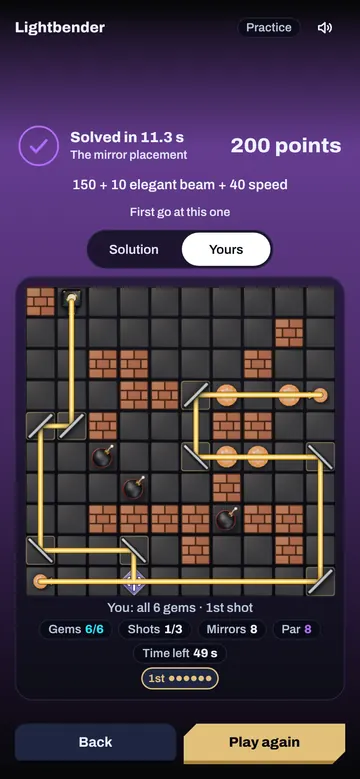 Lightbender
Practice
Solved in 11.3 s
The mirror placement
200 points
150 + 10 elegant beam + 40 speed
First go at this one
Solution
Yours
You: all 6 gems · 1st shot
Gems 6/6
Shots 1/3
Mirrors 8
Par 8
Time left 49 s
1st
Back
Play again